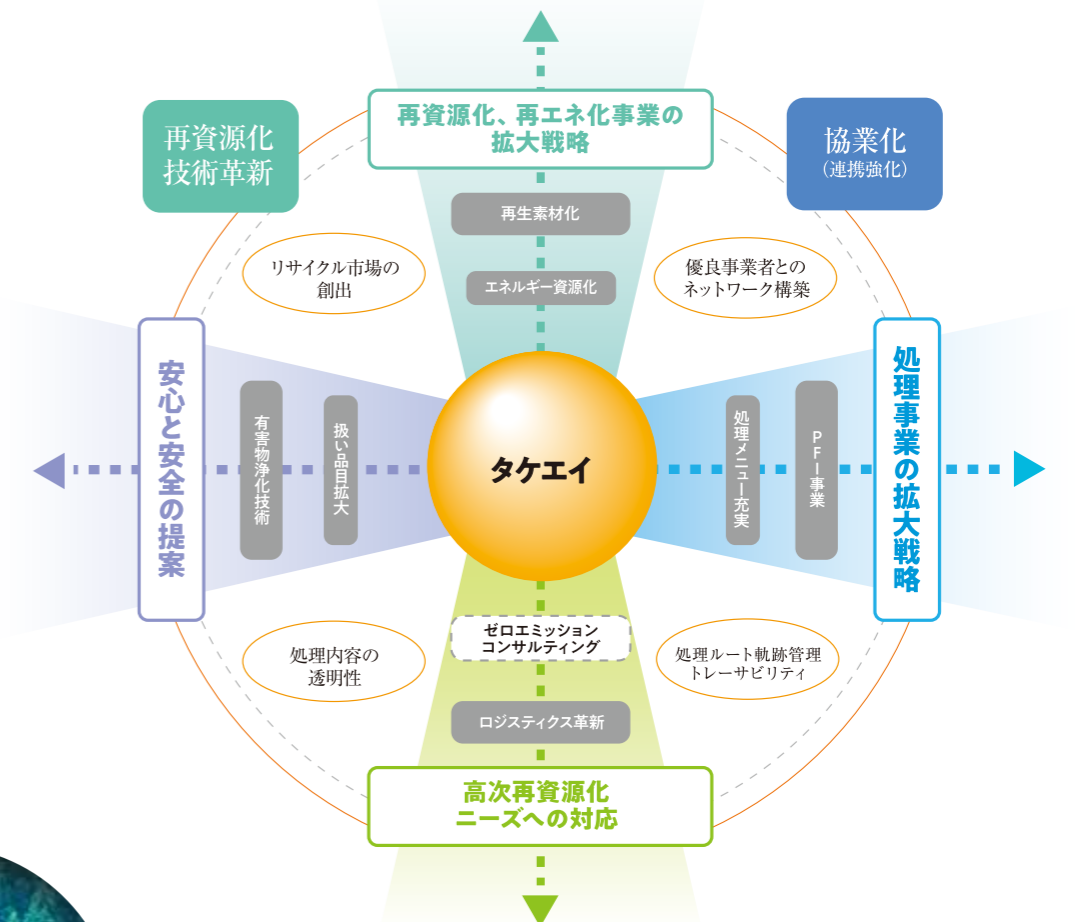 再資源化、再エネ化事業の
拡大戦略
再資源化
技術革新
協業化
（連携強化）
再生素材化
リサイクル市場の
創出
エネルギー資源化
優良事業者との
ネットワーク構築
安心と安全の提案
有害物浄化技術
扱い品目拡大
タケエイ
処理メニュー充実
PFI事業
処理事業の拡大戦略
ゼロエミッション
コンサルティング
処理内容の
透明性
処理ルート軌跡管理
トレーサビリティ
ロジスティクス革新
高次再資源化
ニーズへの対応